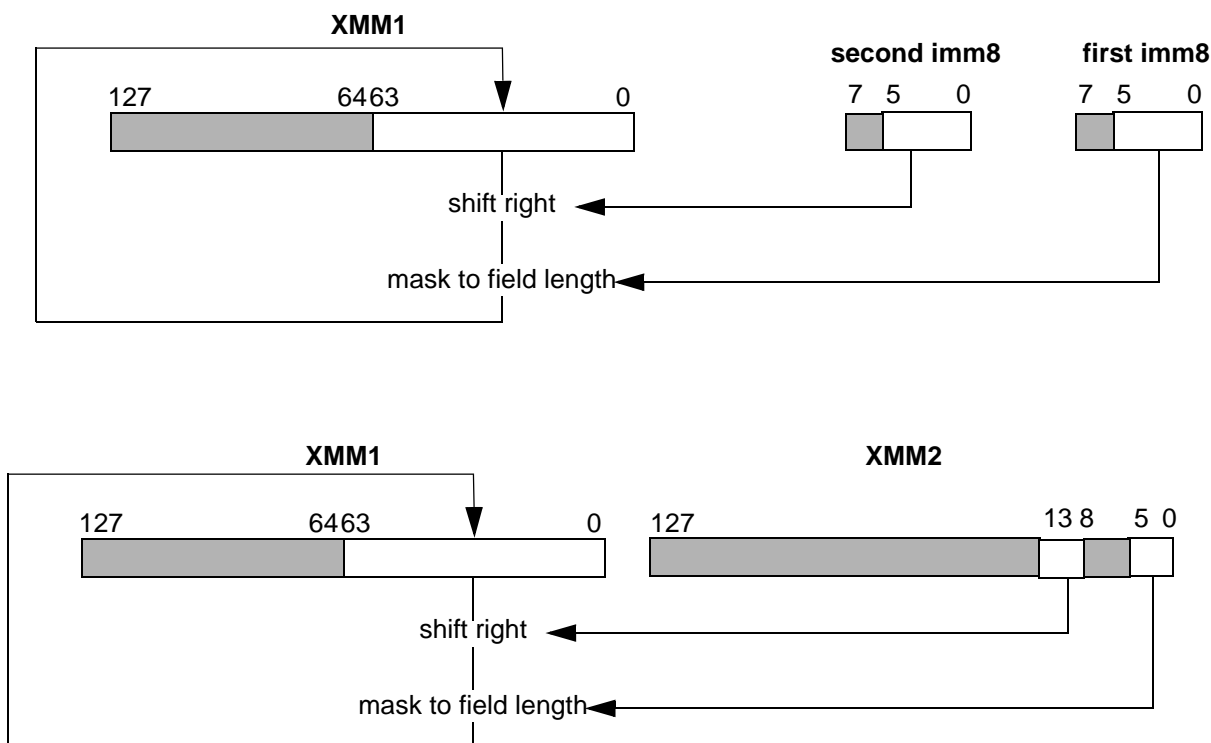 XMM1
second imm8 first imm8
127 64 63 0 7 5 0 7 5 0
shift right
mask to field length
XMM1 XMM2
127 64 63 0 127 13 8 5 0
shift right
mask to field length